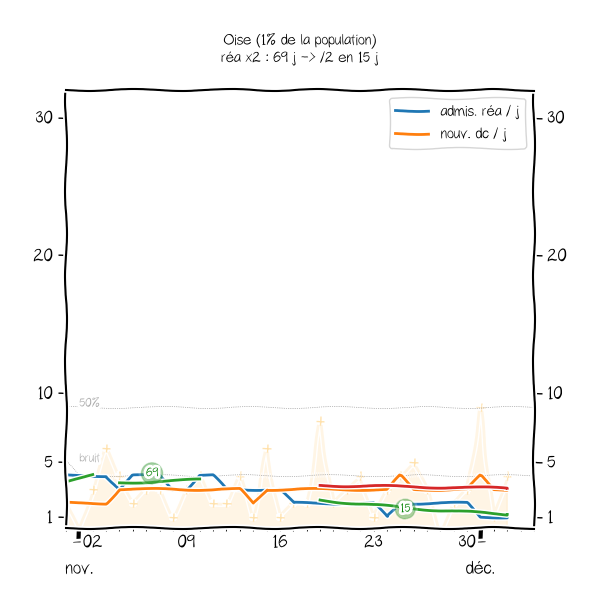 Oise (1% de la population)
réa x2 : 69 j -> /2 en 15 j
admis. réa / j
nouv. dc / j
30
30
20
20
10
10
50%
5
5
bruit
69
15
1
1
02
09
16
23
30
nov.
déc.